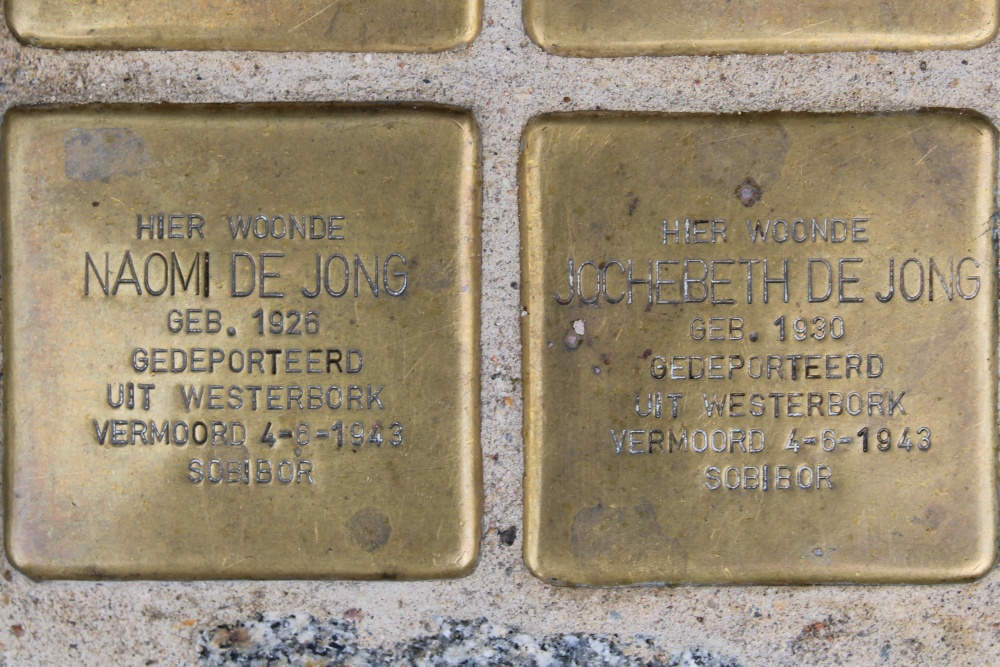 HIER WOONDE
NAOMI DE JONG
GEB. 1926
GEDEPORTEERD
UIT WESTERBORK
VERMOORD 4-6-1943
SOBIBOR
HIER WOONDE
JOCHEBETH DE JONG
GEB. 1930
GEDEPORTEERD
UIT WESTERBORK
VERMOORD 4-6-1943
SOBIBOR